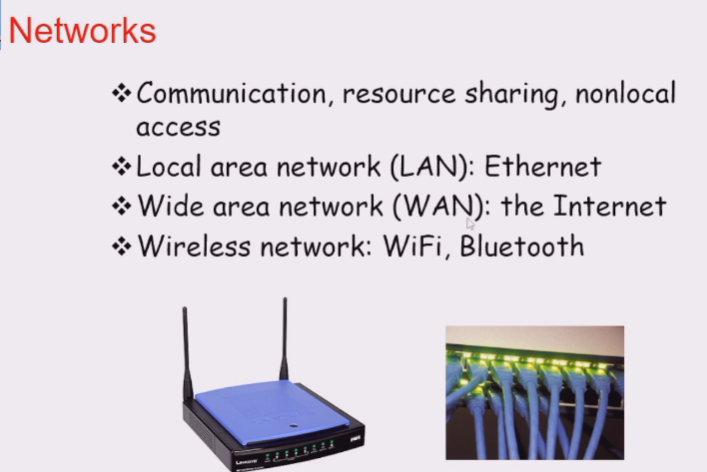 Networks
❖Communication, resource sharing, nonlocal
access
❖Local area network (LAN): Ethernet
❖Wide area network (WAN): the Internet
❖Wireless network: WiFi, Bluetooth